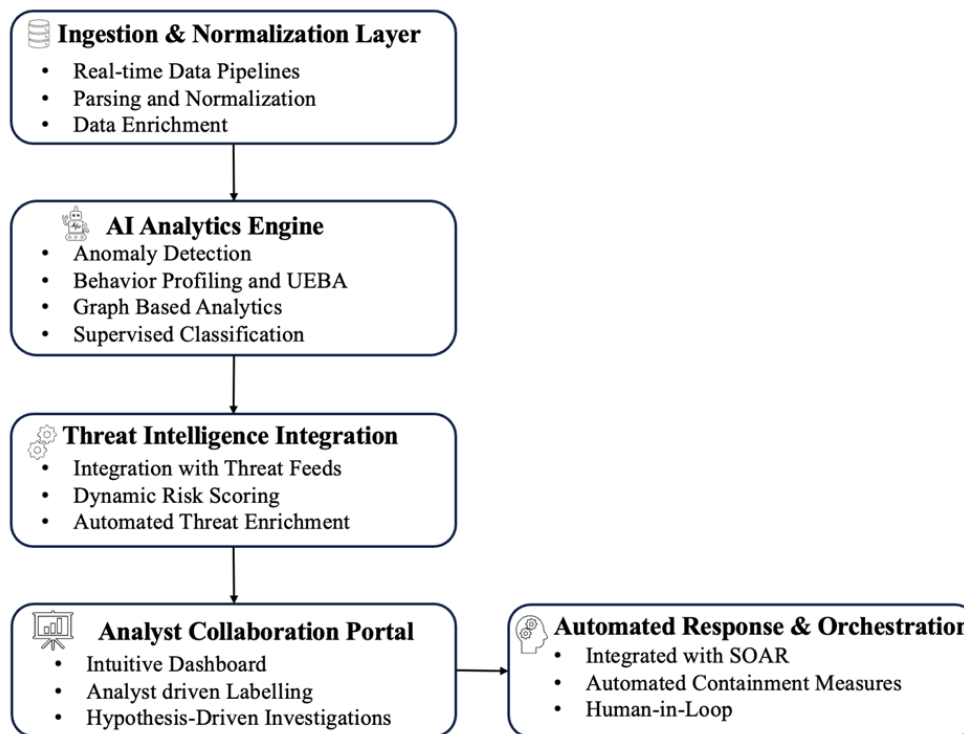 Ingestion & Normalization Layer
• Real-time Data Pipelines
• Parsing and Normalization
• Data Enrichment
AI Analytics Engine
• Anomaly Detection
• Behavior Profiling and UEBA
• Graph Based Analytics
• Supervised Classification
Threat Intelligence Integration
• Integration with Threat Feeds
• Dynamic Risk Scoring
• Automated Threat Enrichment
Analyst Collaboration Portal
• Intuitive Dashboard
• Analyst driven Labelling
• Hypothesis-Driven Investigations
Automated Response & Orchestration
• Integrated with SOAR
• Automated Containment Measures
• Human-in-Loop